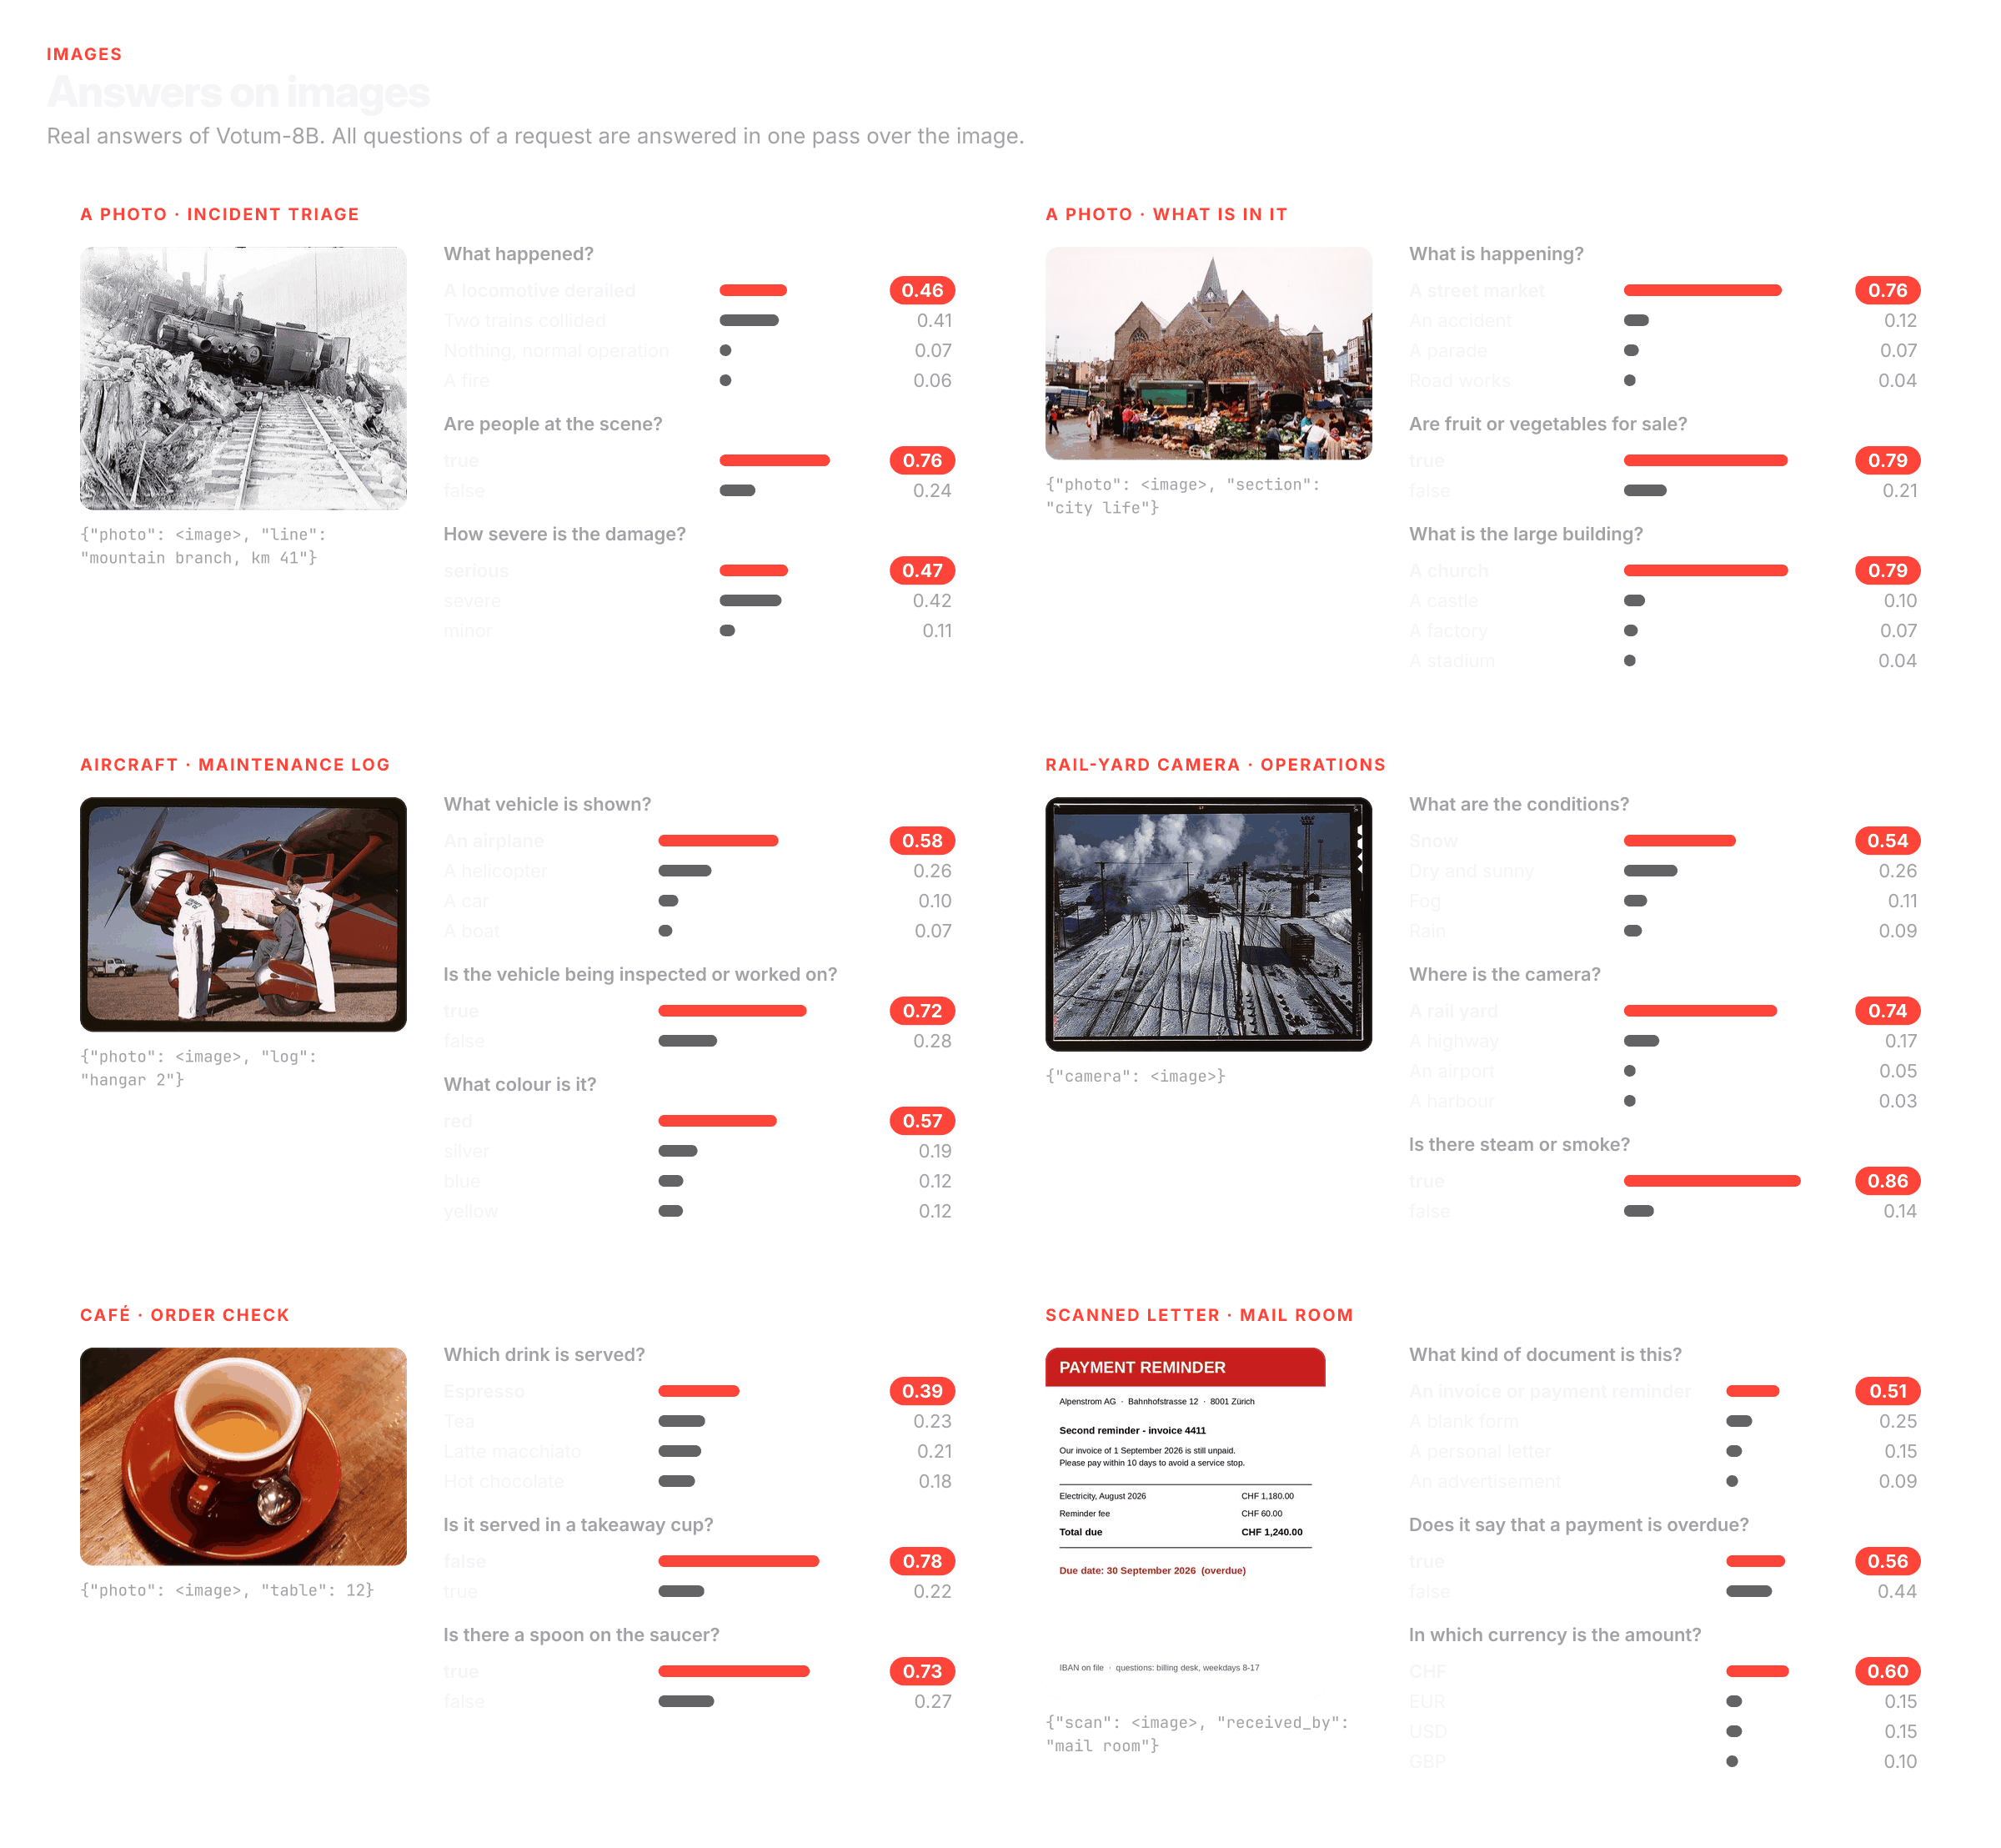 IMAGES
Answers on images
Real answers of Votum-8B. All questions of a request are answered in one pass over the image.
A PHOTO · INCIDENT TRIAGE
{"photo": <image>, "line":
"mountain branch, km 41"}
What happened?
A locomotive derailed 0.46
Two trains collided 0.41
Nothing, normal operation 0.07
A fire 0.06
Are people at the scene?
true 0.76
false 0.24
How severe is the damage?
serious 0.47
severe 0.42
minor 0.11
A PHOTO · WHAT IS IN IT
{"photo": <image>, "section":
"city life"}
What is happening?
A street market 0.76
An accident 0.12
A parade 0.07
Road works 0.04
Are fruit or vegetables for sale?
true 0.79
false 0.21
What is the large building?
A church 0.79
A castle 0.10
A factory 0.07
A stadium 0.04
AIRCRAFT · MAINTENANCE LOG
{"photo": <image>, "log":
"hangar 2"}
What vehicle is shown?
An airplane 0.58
A helicopter 0.26
A car 0.10
A boat 0.07
Is the vehicle being inspected or worked on?
true 0.72
false 0.28
What colour is it?
red 0.57
silver 0.19
blue 0.12
yellow 0.12
RAIL-YARD CAMERA · OPERATIONS
{"camera": <image>}
What are the conditions?
Snow 0.54
Dry and sunny 0.26
Fog 0.11
Rain 0.09
Where is the camera?
A rail yard 0.74
A highway 0.17
An airport 0.05
A harbour 0.03
Is there steam or smoke?
true 0.86
false 0.14
CAFÉ · ORDER CHECK
{"photo": <image>, "table": 12}
Which drink is served?
Espresso 0.39
Tea 0.23
Latte macchiato 0.21
Hot chocolate 0.18
Is it served in a takeaway cup?
false 0.78
true 0.22
Is there a spoon on the saucer?
true 0.73
false 0.27
SCANNED LETTER · MAIL ROOM
PAYMENT REMINDER
Alpenstrom AG · Bahnhofstrasse 12 · 8001 Zürich
Second reminder - invoice 4411
Our invoice of 1 September 2026 is still unpaid.
Please pay within 10 days to avoid a service stop.
Electricity, August 2026 CHF 1,180.00
Reminder fee CHF 60.00
Total due CHF 1,240.00
Due date: 30 September 2026 (overdue)
IBAN on file · questions: billing desk, weekdays 8-17
{"scan": <image>, "received_by":
"mail room"}
What kind of document is this?
An invoice or payment reminder 0.51
A blank form 0.25
A personal letter 0.15
An advertisement 0.09
Does it say that a payment is overdue?
true 0.56
false 0.44
In which currency is the amount?
CHF 0.60
EUR 0.15
USD 0.15
GBP 0.10